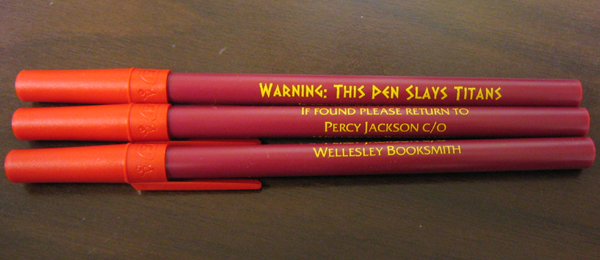 WARNING: THIS PEN SLAYS TITANS
IF FOUND PLEASE RETURN TO
PERCY JACKSON C/O
WELLESLEY BOOKSMITH